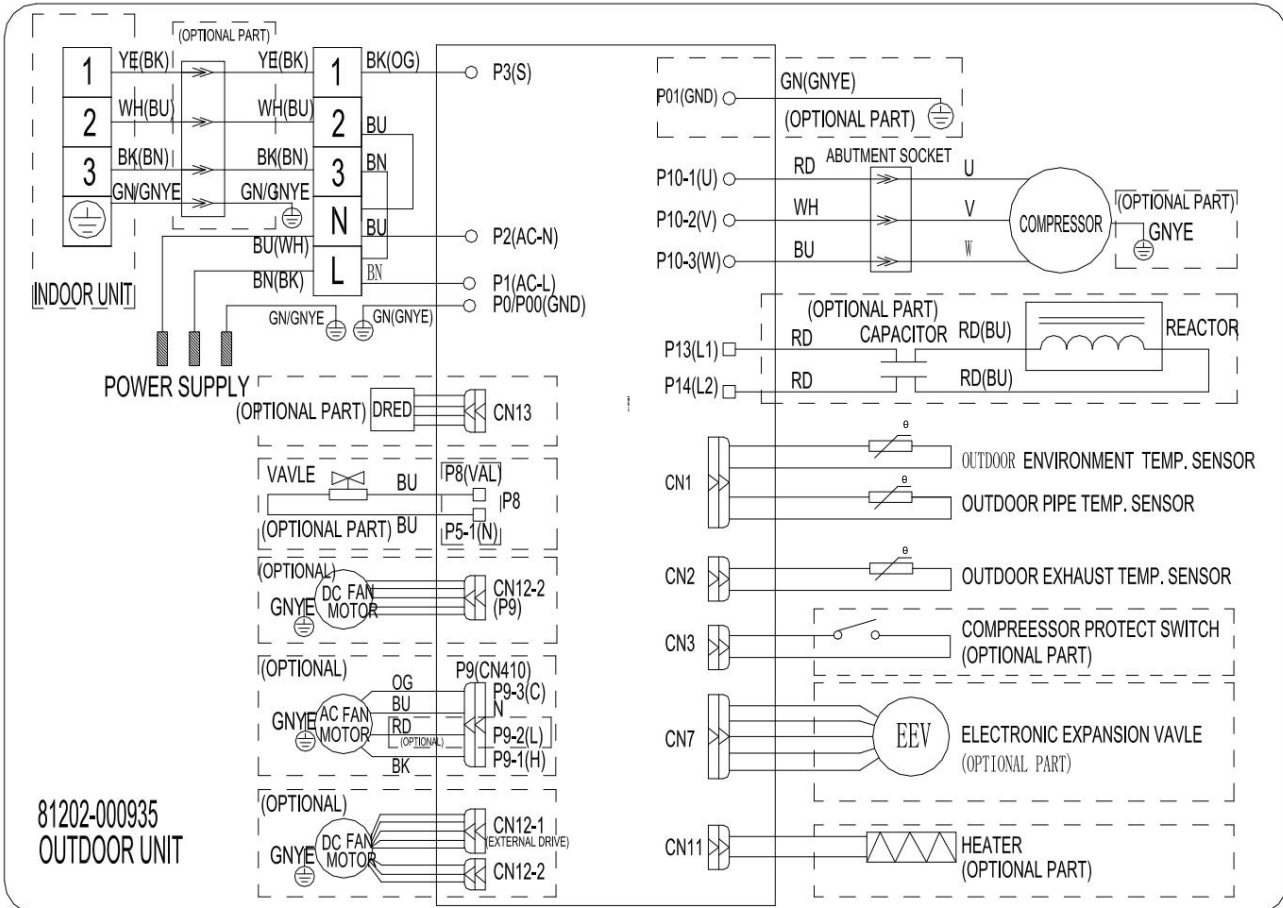 (OPTIONAL PART)
1 YE(BK) YE(BK) 1 BK(OG) P3(S)
2 WH(BU) WH(BU) 2 BU
3 BK(BN) BK(BN) 3 BN
GN/GNYE GN/GNYE N BU P2(AC-N)
BU(WH)
BN(BK) L BN P1(AC-L)
INDOOR UNIT
GN/GNYE GN(GNYE) P0/P00(GND)
POWER SUPPLY
(OPTIONAL PART) DRED CN13
VAVLE BU P8(VAL)
P8
(OPTIONAL PART) BU P5-1(N)
(OPTIONAL)
DC FAN
MOTOR
GNYE
CN12-2
(P9)
(OPTIONAL) P9(CN410)
OG P9-3(C)
BU N
GNYE AC FAN
MOTOR
RD P9-2(L)
(OPTIONAL)
BK P9-1(H)
(OPTIONAL)
DC FAN
MOTOR
GNYE
CN12-1
(EXTERNAL DRIVE)
CN12-2
81202-000935
OUTDOOR UNIT
P01(GND) GN(GNYE)
(OPTIONAL PART)
ABUTMENT SOCKET
P10-1(U) RD U
P10-2(V) WH V COMPRESSOR
P10-3(W) BU W
(OPTIONAL PART)
GNYE
(OPTIONAL PART)
CAPACITOR
P13(L1) RD RD(BU) REACTOR
P14(L2) RD RD(BU)
CN1
θ
OUTDOOR ENVIRONMENT TEMP. SENSOR
θ
OUTDOOR PIPE TEMP. SENSOR
θ
CN2 OUTDOOR EXHAUST TEMP. SENSOR
CN3 COMPREESSOR PROTECT SWITCH
(OPTIONAL PART)
CN7 EEV ELECTRONIC EXPANSION VAVLE
(OPTIONAL PART)
CN11 HEATER
(OPTIONAL PART)